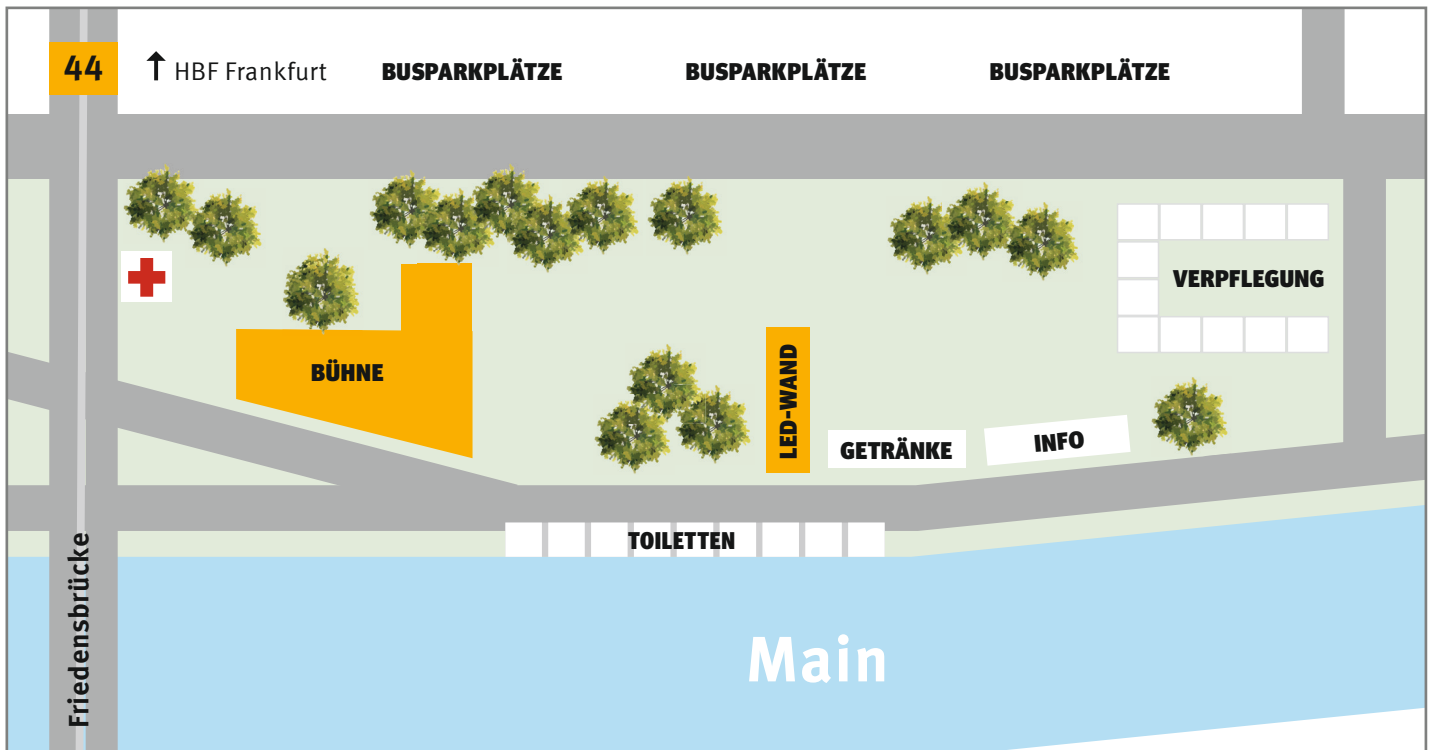 44
↑ HBF Frankfurt
BUSPARKPLÄTZE
BUSPARKPLÄTZE
BUSPARKPLÄTZE
VERPFLEGUNG
BÜHNE
LED-WAND
GETRÄNKE
INFO
TOILETTEN
Friedensbrücke
Main